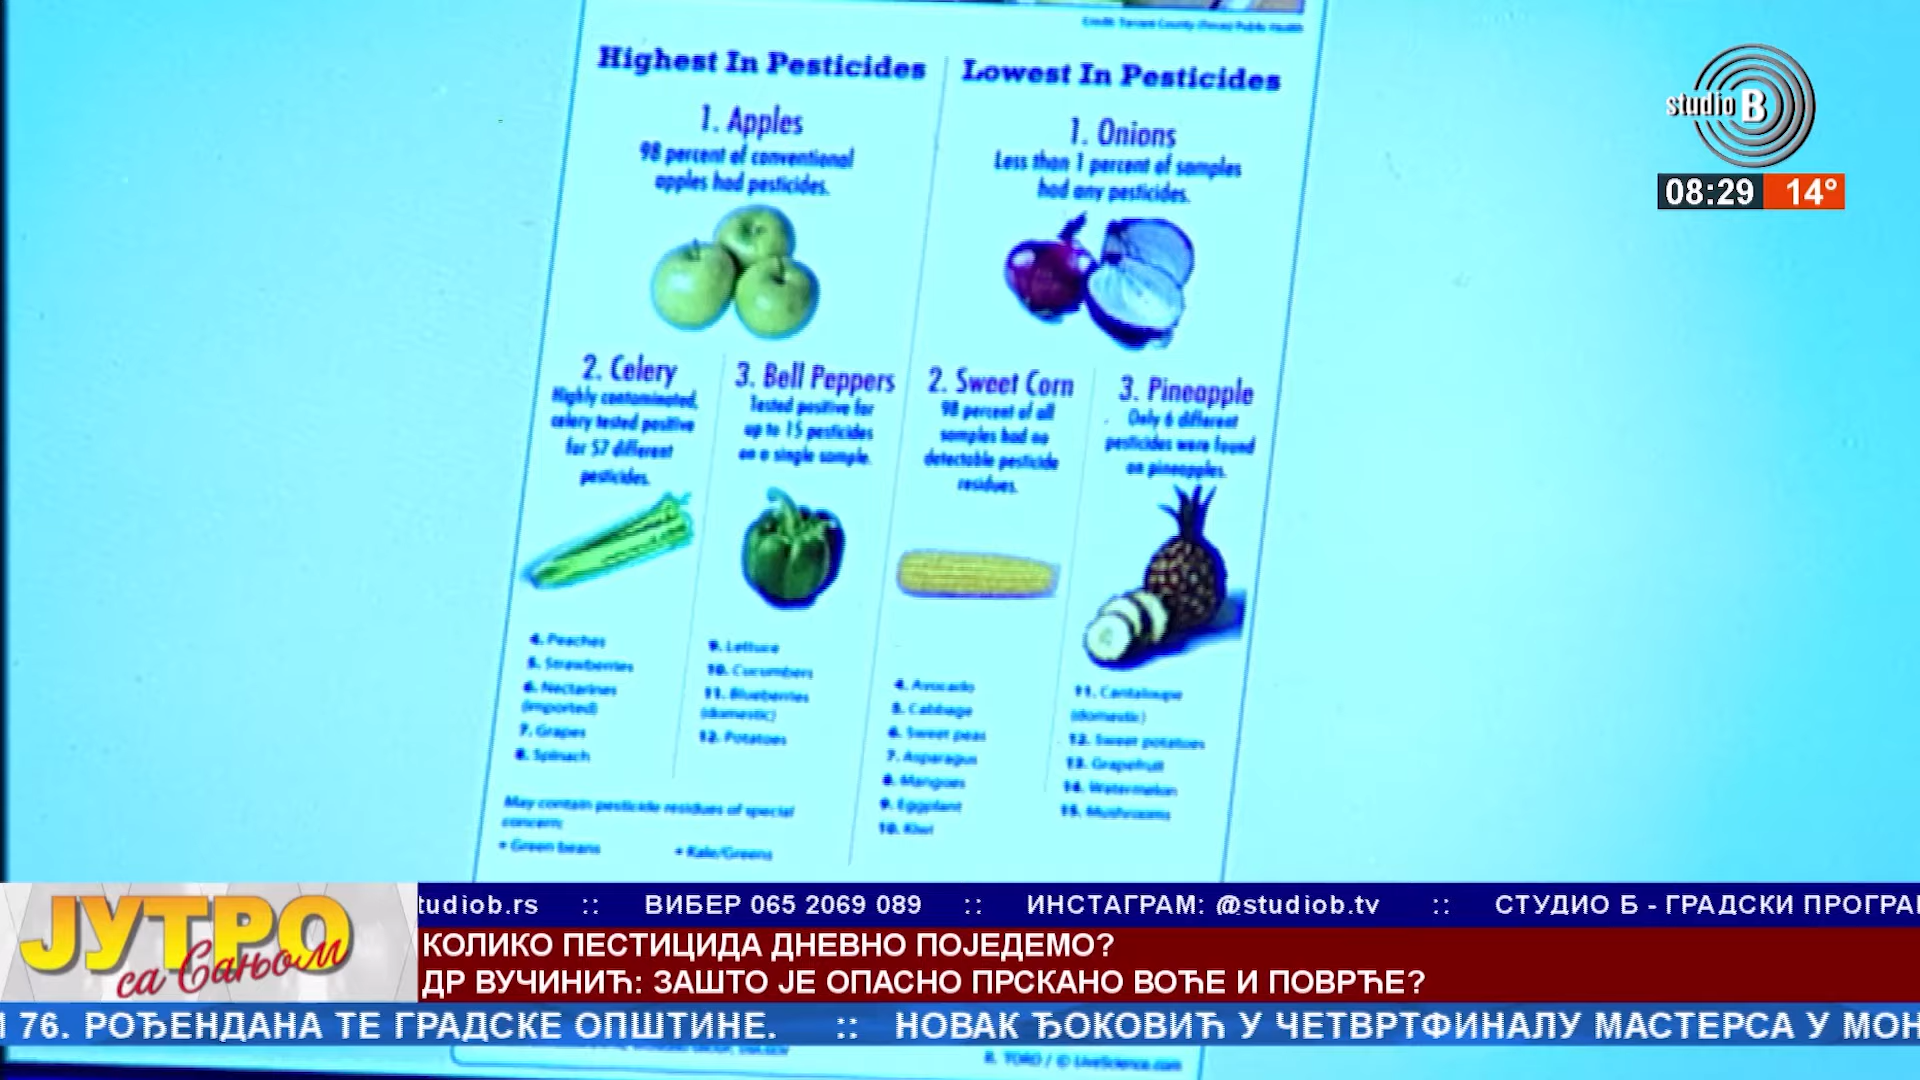 Credit: Tarrant County (Texas) Public Health
Highest In Pesticides
1. Apples
98 percent of conventional
apples had pesticides.
2. Celery
Highly contaminated,
celery tested positive
for 57 different
pesticides.
3. Bell Peppers
Tested positive for
up to 15 pesticides
on a single sample.
4. Peaches
5. Strawberries
6. Nectarines
(imported)
7. Grapes
8. Spinach
9. Lettuce
10. Cucumbers
11. Blueberries
(domestic)
12. Potatoes
May contain pesticide residues of special
concern:
• Green beans
• Kale/Greens
Lowest In Pesticides
1. Onions
Less than 1 percent of samples
had any pesticides.
2. Sweet Corn
98 percent of all
samples had no
detectable pesticide
residues.
3. Pineapple
Only 6 different
pesticides were found
on pineapples.
4. Avocado
5. Cabbage
6. Sweet peas
7. Asparagus
8. Mangoes
9. Eggplant
10. Kiwi
11. Cantaloupe
(domestic)
12. Sweet potatoes
13. Grapefruit
14. Watermelon
15. Mushrooms
studio B
08:29 14°
ЈУТРО
са Сањом
tudiob.rs :: ВИБЕР 065 2069 089 :: ИНСТАГРАМ: @studiob.tv :: СТУДИО Б - ГРАДСКИ ПРОГРА
КОЛИКО ПЕСТИЦИДА ДНЕВНО ПОЈЕДЕМО?
ДР ВУЧИНИЋ: ЗАШТО ЈЕ ОПАСНО ПРСКАНО ВОЋЕ И ПОВРЋЕ?
И 76. РОЂЕНДАНА ТЕ ГРАДСКЕ ОПШТИНЕ. :: НОВАК ЂОКОВИЋ У ЧЕТВРТФИНАЛУ МАСТЕРСА У МОН
R. TORO / © LiveScience.com